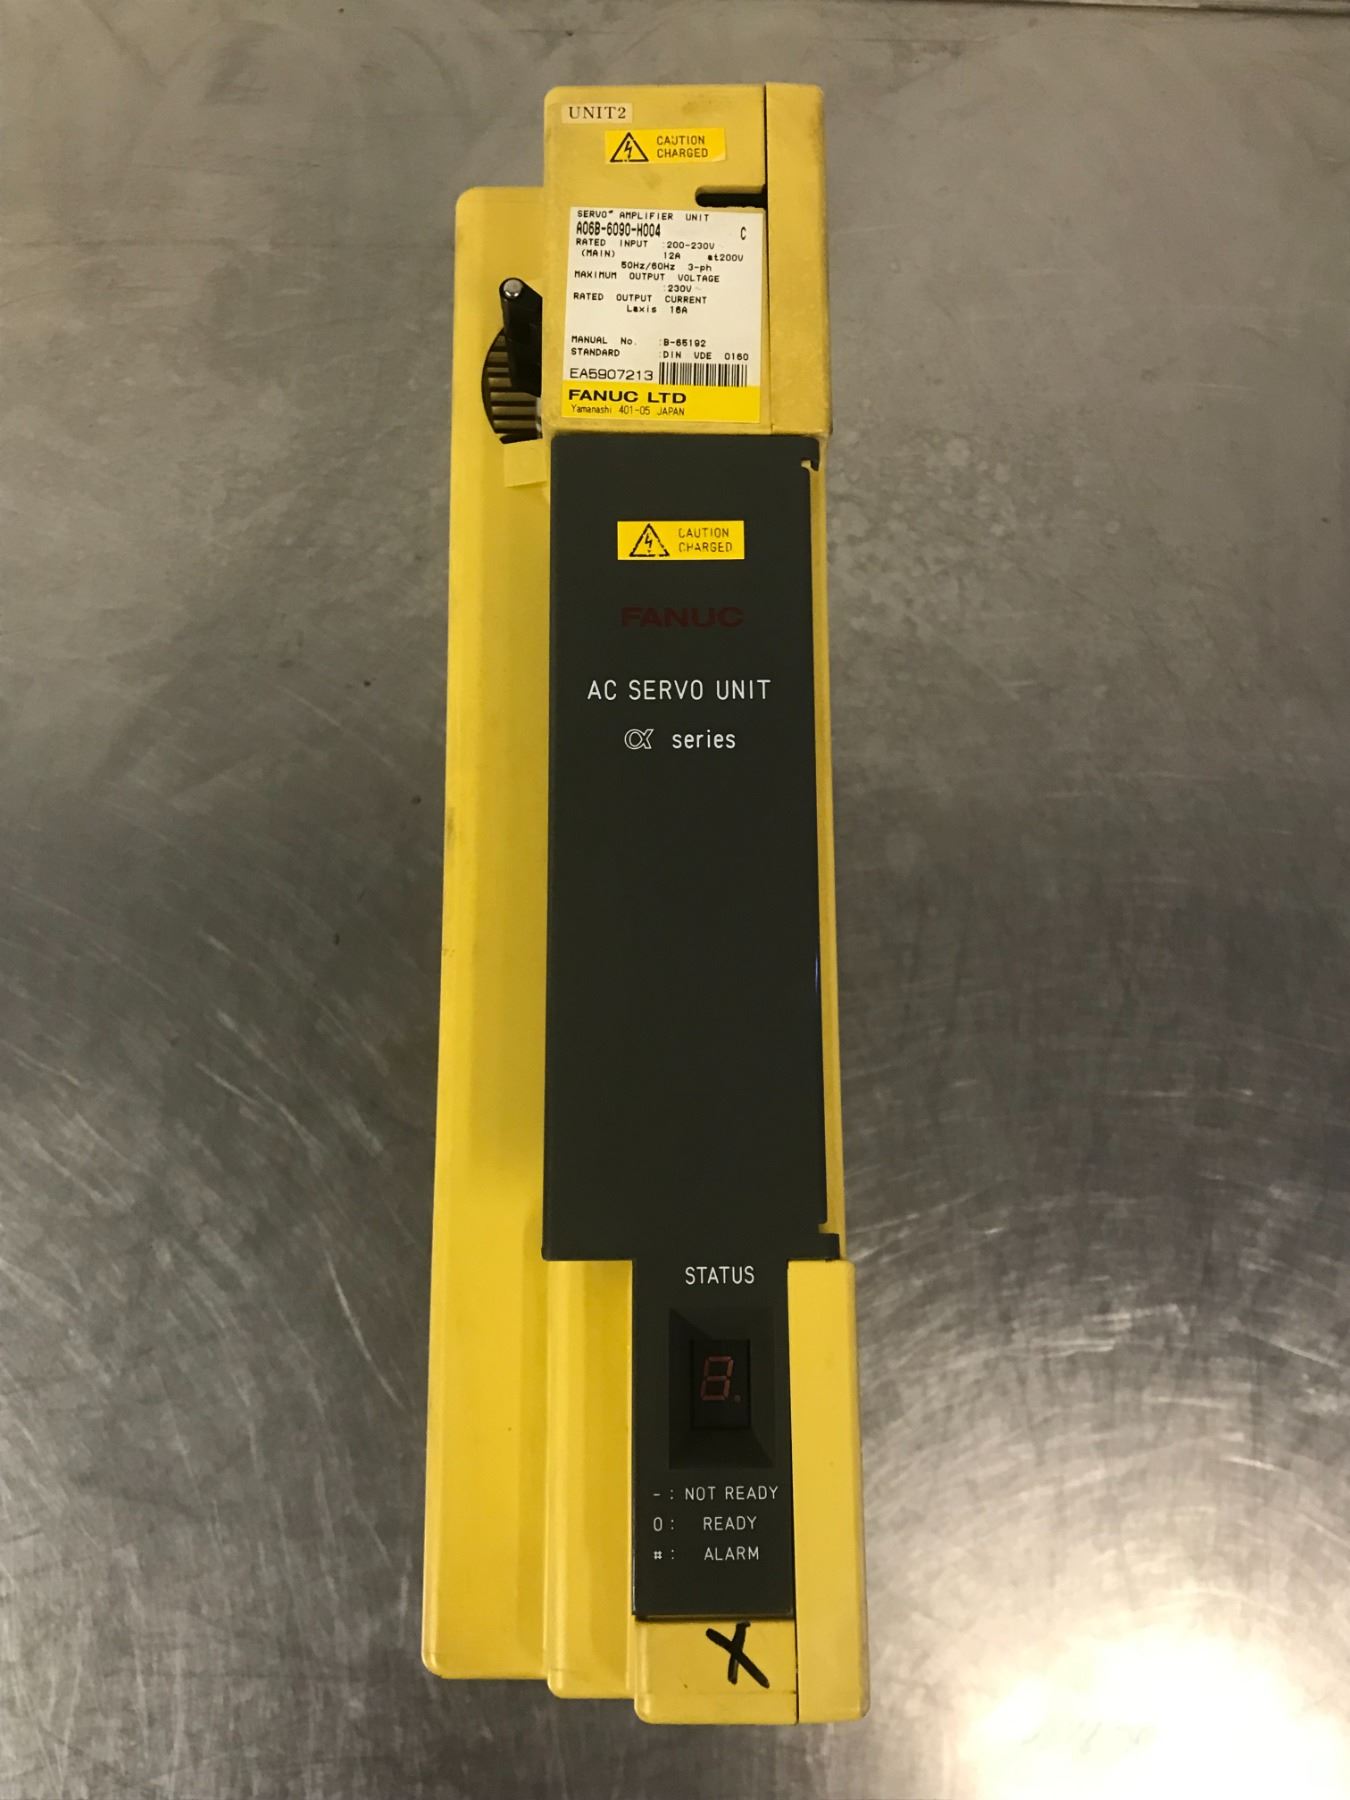 UNIT2
CAUTION
CHARGED
SERVO AMPLIFIER UNIT
A06B-6090-H004 C
RATED INPUT :200-230V~
(MAIN) 12A at200V
50Hz/60Hz 3-ph
MAXIMUM OUTPUT VOLTAGE
:230V~
RATED OUTPUT CURRENT
Laxis 16A
MANUAL No. :B-65192
STANDARD :DIN VDE 0160
EA5907213
FANUC LTD
Yamanashi 401-05 JAPAN
CAUTION
CHARGED
FANUC
AC SERVO UNIT
α series
STATUS
8.
- : NOT READY
0 : READY
# : ALARM
X